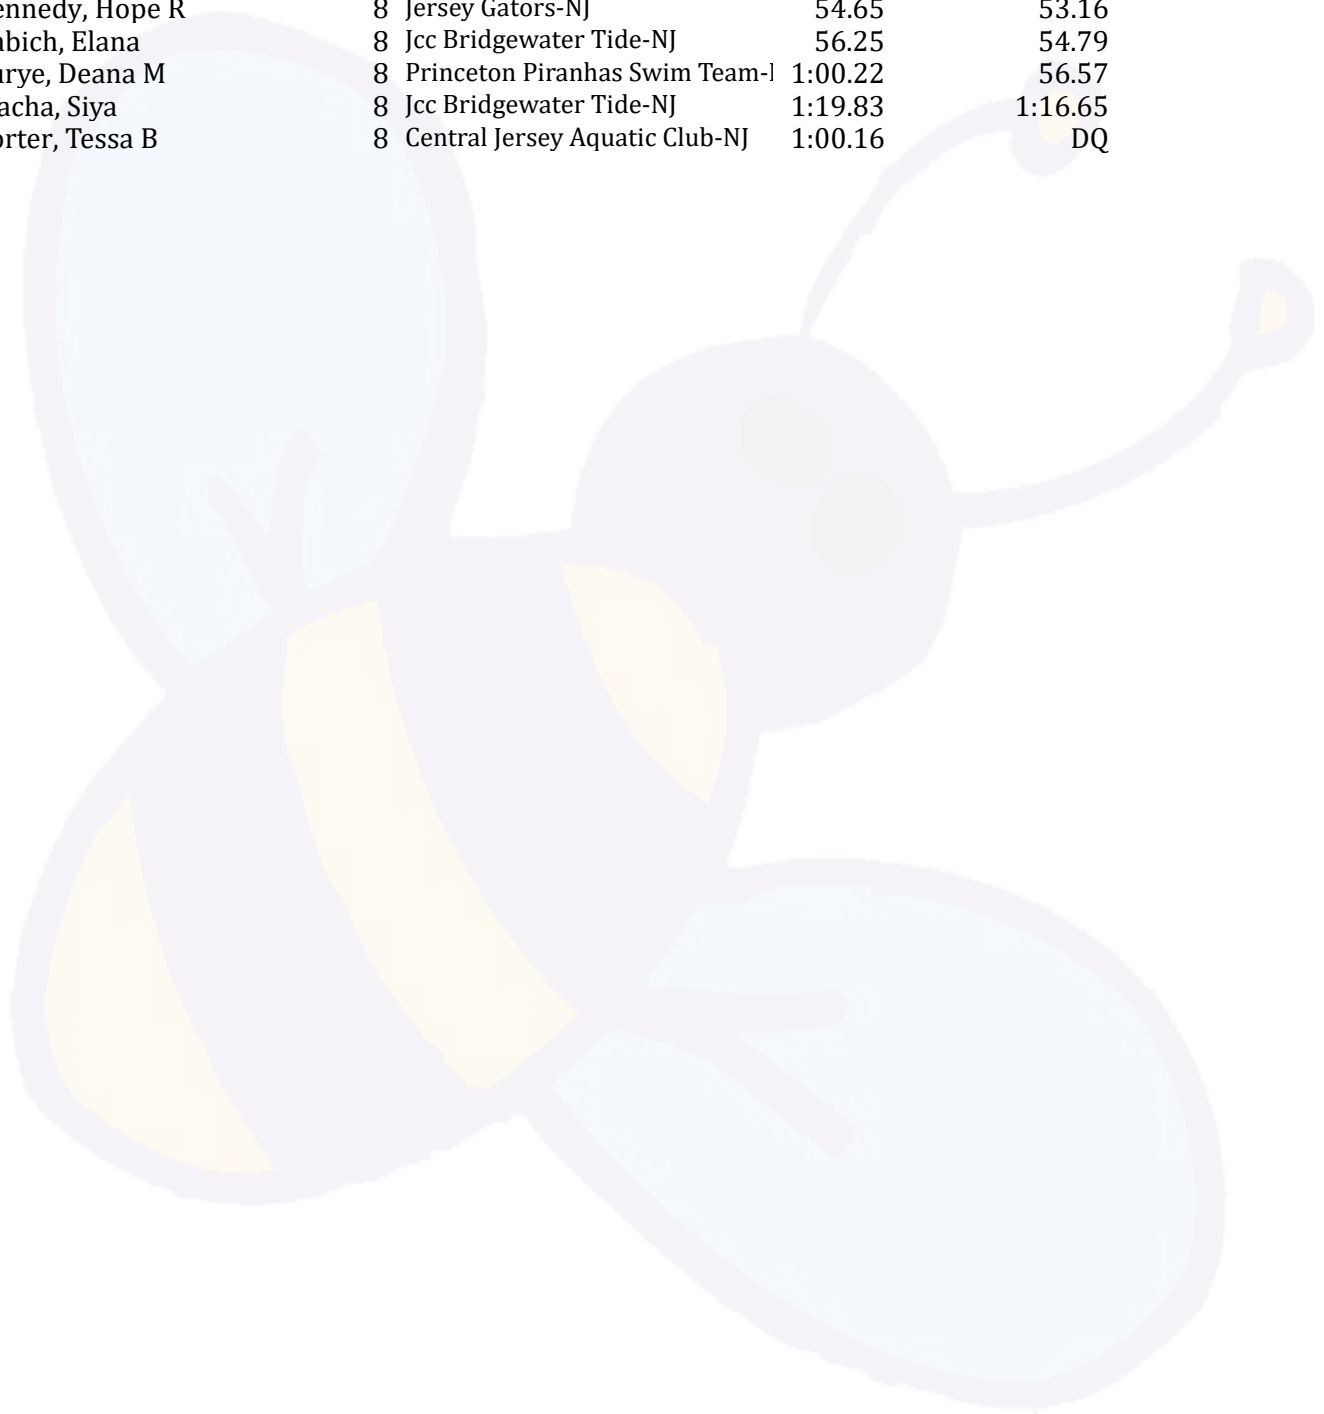 ennedy, Hope R 8 Jersey Gators-NJ 54.65 53.16
abich, Elana 8 Jcc Bridgewater Tide-NJ 56.25 54.79
urye, Deana M 8 Princeton Piranhas Swim Team- 1:00.22 56.57
acha, Siya 8 Jcc Bridgewater Tide-NJ 1:19.83 1:16.65
orter, Tessa B 8 Central Jersey Aquatic Club-NJ 1:00.16 DQ